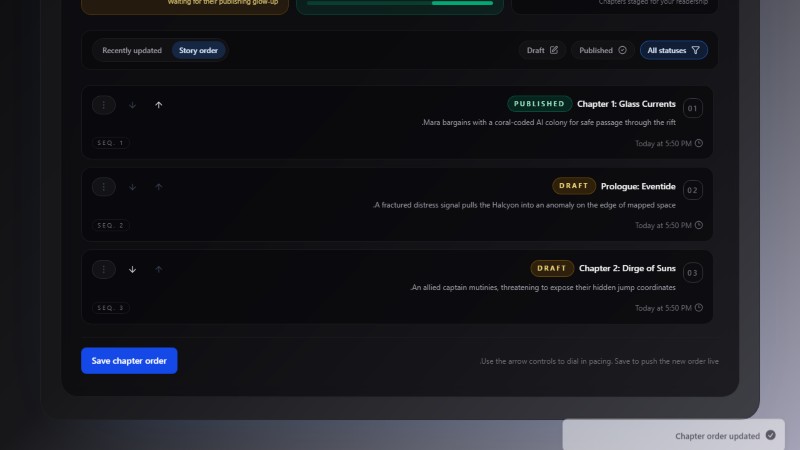 Waiting for their publishing glow-up
Chapters staged for your readership
Recently updated
Story order
Draft
Published
All statuses
PUBLISHED
Chapter 1: Glass Currents
01
.Mara bargains with a coral-coded AI colony for safe passage through the rift
SEQ. 1
Today at 5:50 PM
DRAFT
Prologue: Eventide
02
.A fractured distress signal pulls the Halcyon into an anomaly on the edge of mapped space
SEQ. 2
Today at 5:50 PM
DRAFT
Chapter 2: Dirge of Suns
03
.An allied captain mutinies, threatening to expose their hidden jump coordinates
SEQ. 3
Today at 5:50 PM
Save chapter order
.Use the arrow controls to dial in pacing. Save to push the new order live
Chapter order updated